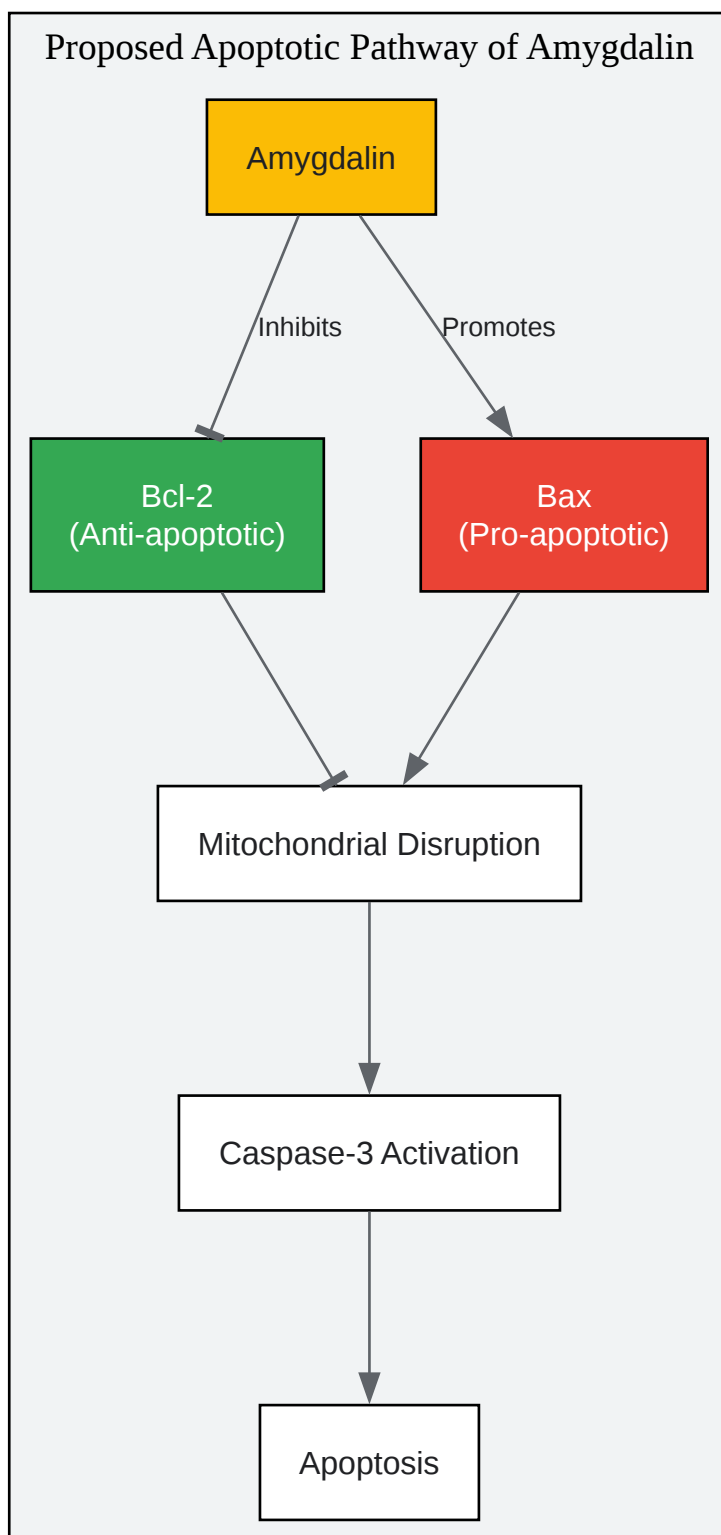 Proposed Apoptotic Pathway of Amygdalin
Amygdalin
Inhibits
Promotes
Bcl-2
(Anti-apoptotic)
Bax
(Pro-apoptotic)
Mitochondrial Disruption
Caspase-3 Activation
Apoptosis